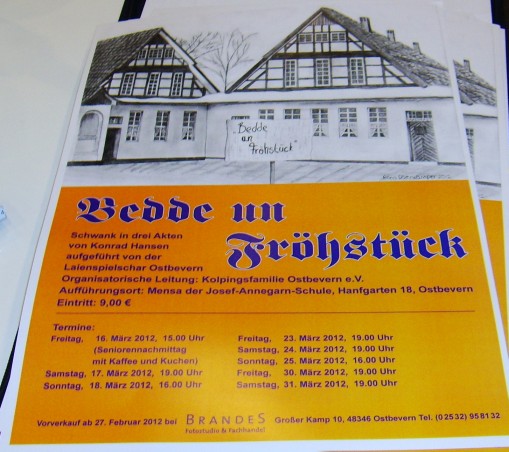 "Bedde
un
Fröhstück"
Bedde un
Fröhstück
Schwank in drei Akten
von Konrad Hansen
aufgeführt von der
Laienspielschar Ostbevern
Organisatorische Leitung: Kolpingsfamilie Ostbevern e.V.
Aufführungsort: Mensa der Josef-Annegarn-Schule, Hanfgarten 18, Ostbevern
Eintritt: 9,00 €
Termine:
Freitag, 16. März 2012, 15.00 Uhr
(Seniorennachmittag
mit Kaffee und Kuchen)
Samstag, 17. März 2012, 19.00 Uhr
Sonntag, 18. März 2012, 16.00 Uhr
Freitag, 23. März 2012, 19.00 Uhr
Samstag, 24. März 2012, 19.00 Uhr
Sonntag, 25. März 2012, 16.00 Uhr
Freitag, 30. März 2012, 19.00 Uhr
Samstag, 31. März 2012, 19.00 Uhr
Vorverkauf ab 27. Februar 2012 bei BRANDES Großer Kamp 10, 48346 Ostbevern Tel. (02532) 958132
Fotostudio & Fachhandel